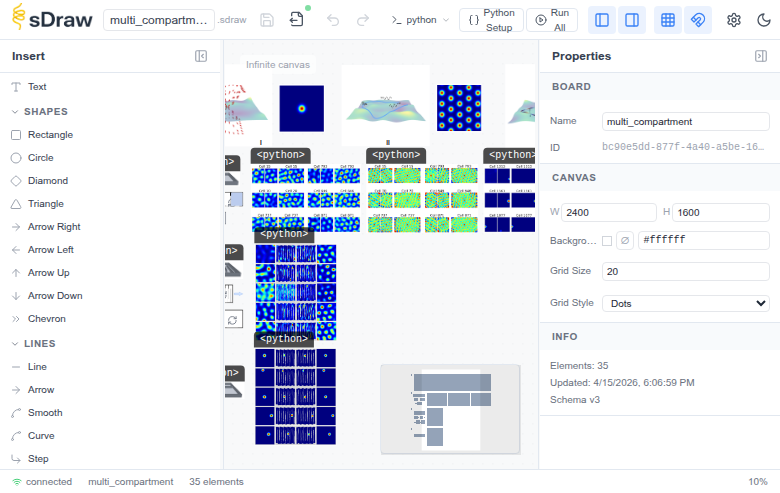 sDraw
multi_compartm…
.sdraw
python
Python Setup
Run All
Insert
Text
SHAPES
Rectangle
Circle
Diamond
Triangle
Arrow Right
Arrow Left
Arrow Up
Arrow Down
Chevron
LINES
Line
Arrow
Smooth
Curve
Step
Infinite canvas
<python>
<python>
<python>
<python>
<python>
Properties
BOARD
Name multi_compartment
ID bc90e5dd-877f-4a40-a5be-16…
CANVAS
W 2400 H 1600
Backgro… #ffffff
Grid Size 20
Grid Style Dots
INFO
Elements: 35
Updated: 4/15/2026, 6:06:59 PM
Schema v3
connected multi_compartment 35 elements 10%